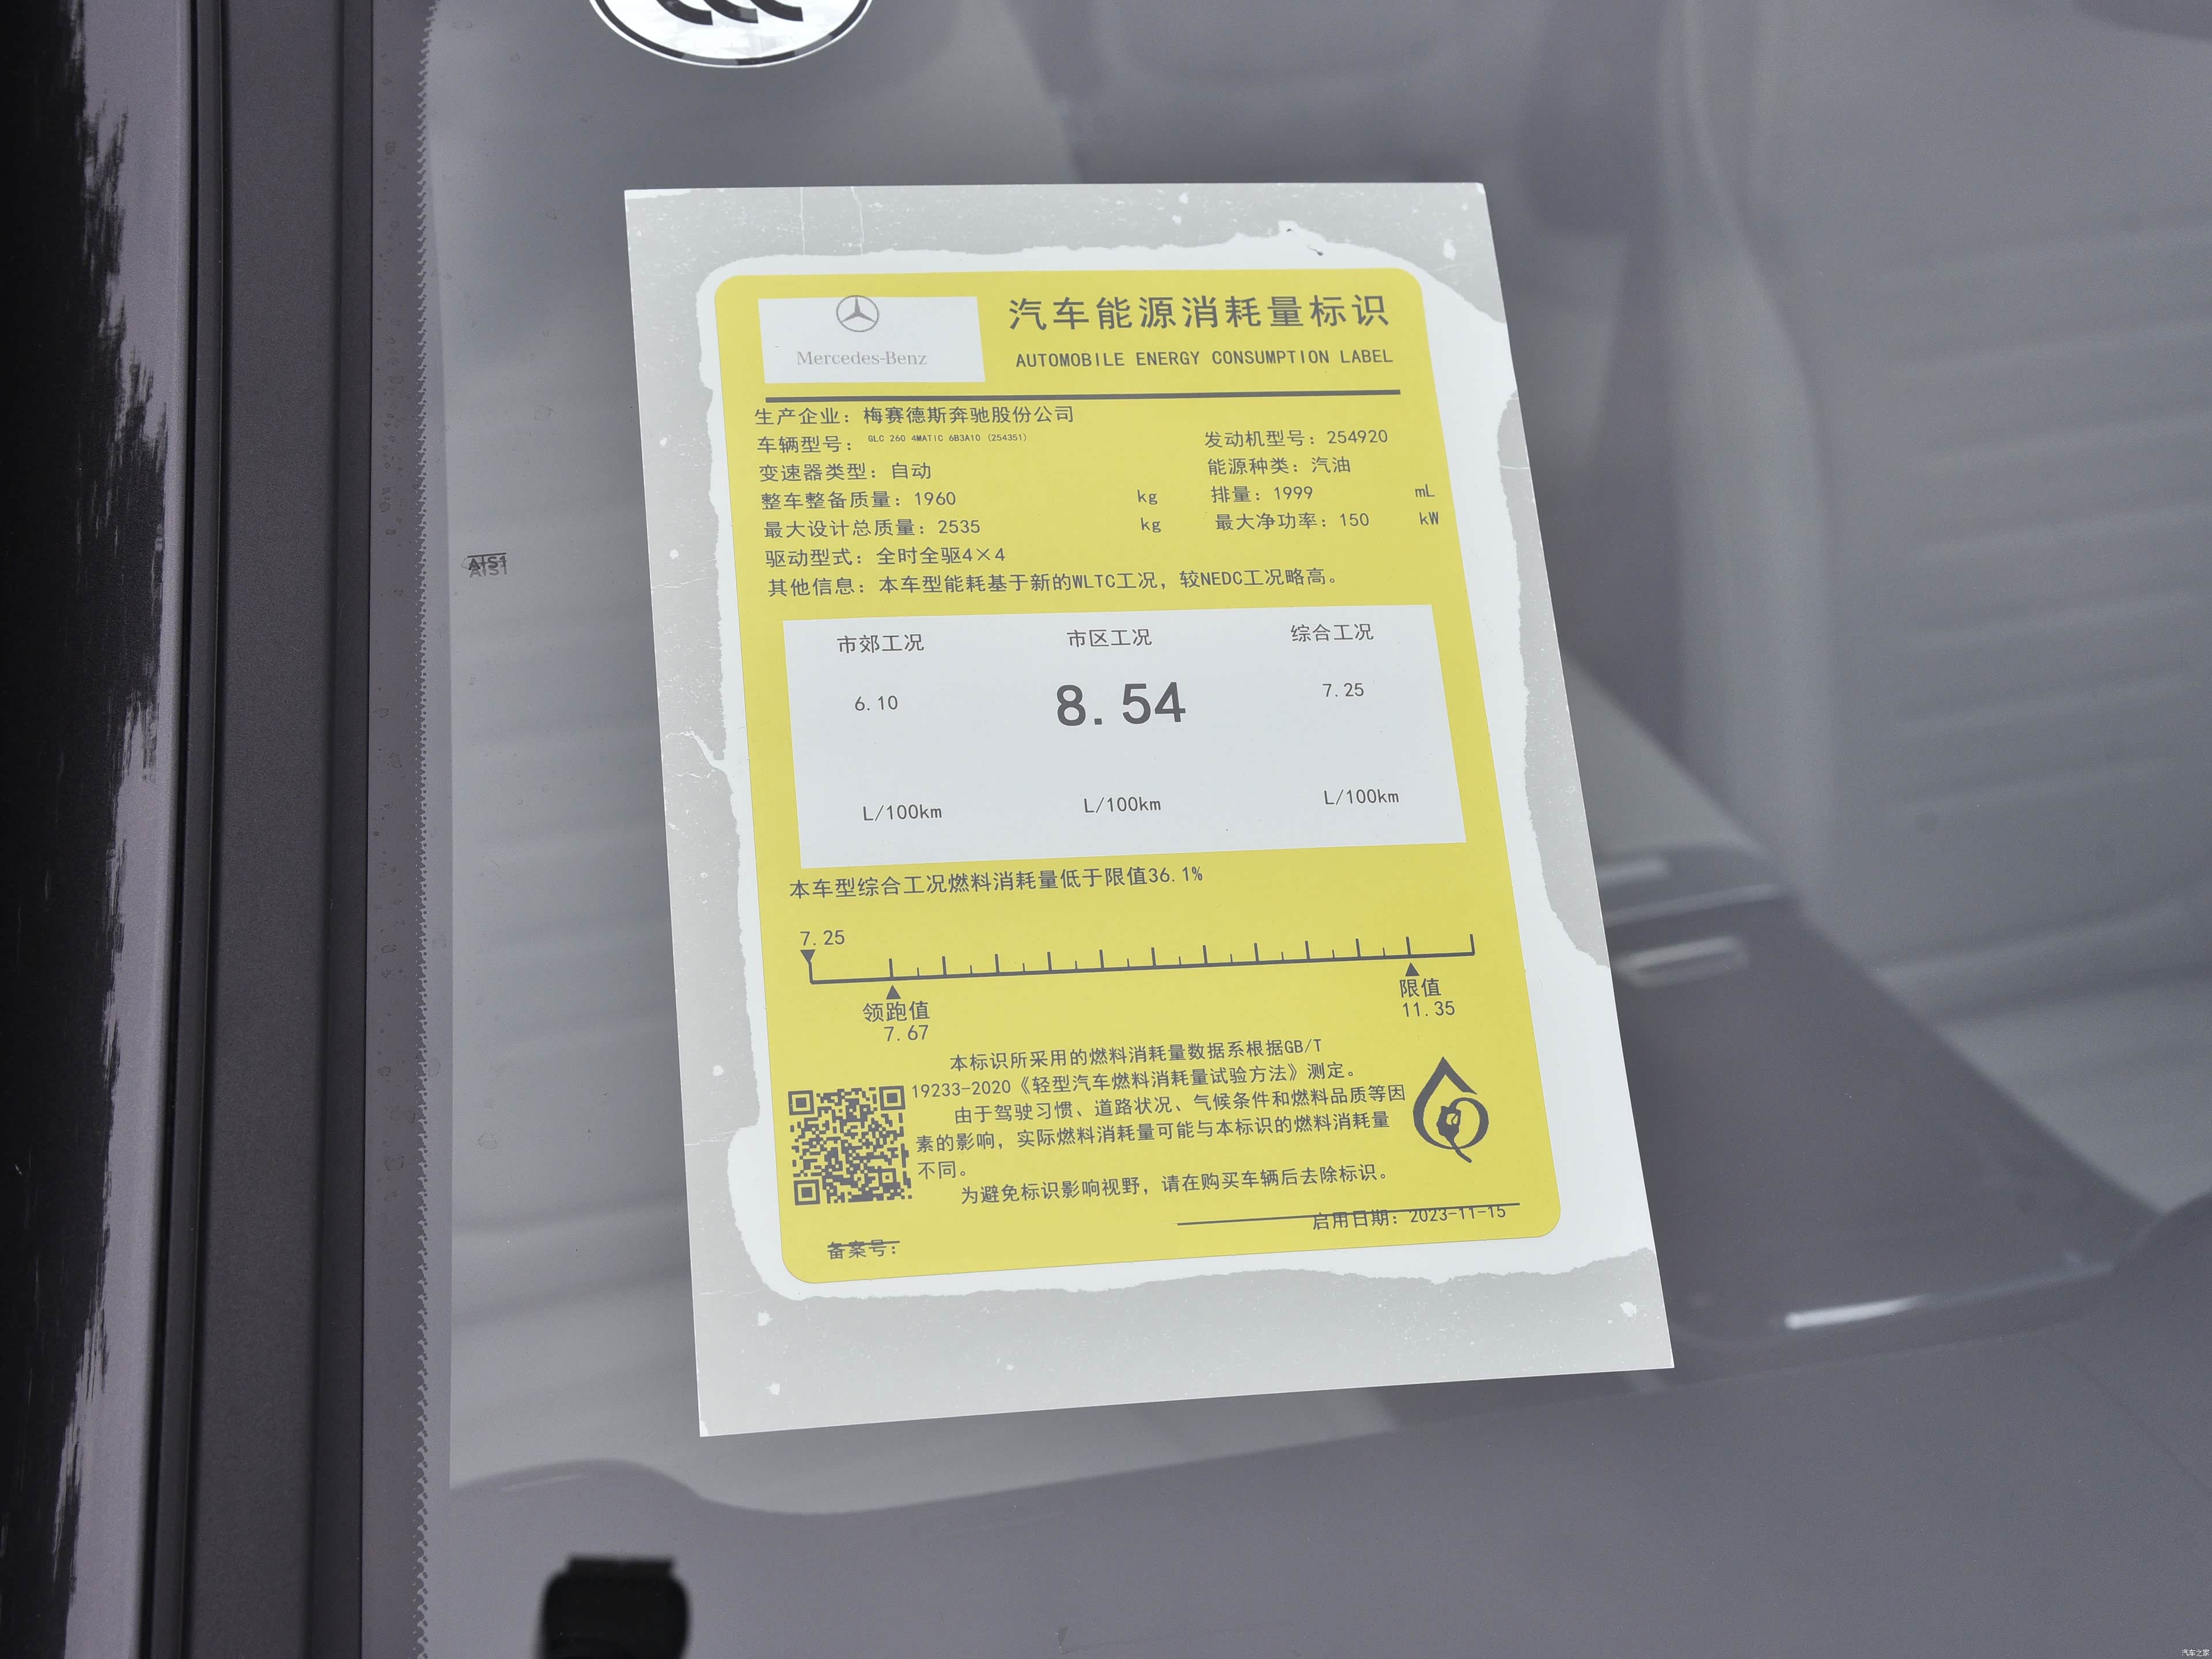 Mercedes-Benz
汽车能源消耗量标识
AUTOMOBILE ENERGY CONSUMPTION LABEL
生产企业：梅赛德斯奔驰股份公司
车辆型号：GLC 260 4MATIC 6B3A10 (254351)
发动机型号：254920
变速器类型：自动
能源种类：汽油
整车整备质量：1960 kg
排量：1999 mL
最大设计总质量：2535 kg
最大净功率：150 kW
驱动型式：全时全驱4×4
其他信息：本车型能耗基于新的WLTC工况，较NEDC工况略高。
市郊工况 市区工况 综合工况
6.10 8.54 7.25
L/100km L/100km L/100km
本车型综合工况燃料消耗量低于限值36.1%
7.25
领跑值
7.67
限值
11.35
本标识所采用的燃料消耗量数据系根据GB/T
19233-2020《轻型汽车燃料消耗量试验方法》测定。
由于驾驶习惯、道路状况、气候条件和燃料品质等因
素的影响，实际燃料消耗量可能与本标识的燃料消耗量
不同。
为避免标识影响视野，请在购买车辆后去除标识。
启用日期：2023-11-15
备案号：
AIS1
汽车之家